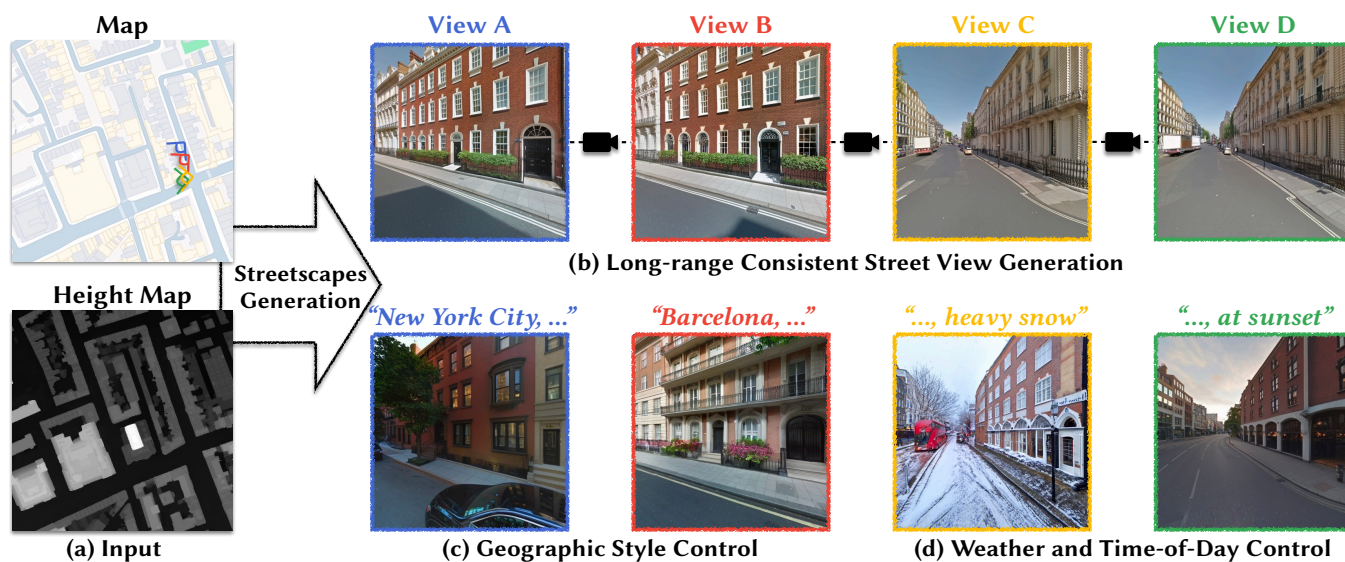 Map
Height Map
(a) Input
Streetscapes
Generation
View A
View B
View C
View D
(b) Long-range Consistent Street View Generation
“New York City, ...”
“Barcelona, ...”
“..., heavy snow”
“..., at sunset”
(c) Geographic Style Control
(d) Weather and Time-of-Day Control